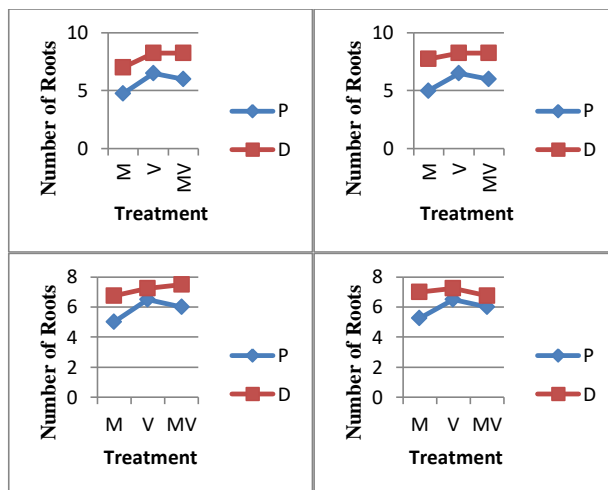 Number of Roots
10
5
0
M
V
MV
Treatment
P
D
Number of Roots
10
5
0
M
V
MV
Treatment
P
D
Number of Roots
8
6
4
2
0
M V MV
Treatment
P
D
Number of Roots
8
6
4
2
0
M V MV
Treatment
P
D